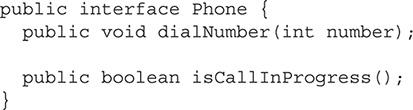 public interface Phone {
  public void dialNumber(int number);

  public boolean isCallInProgress();
}